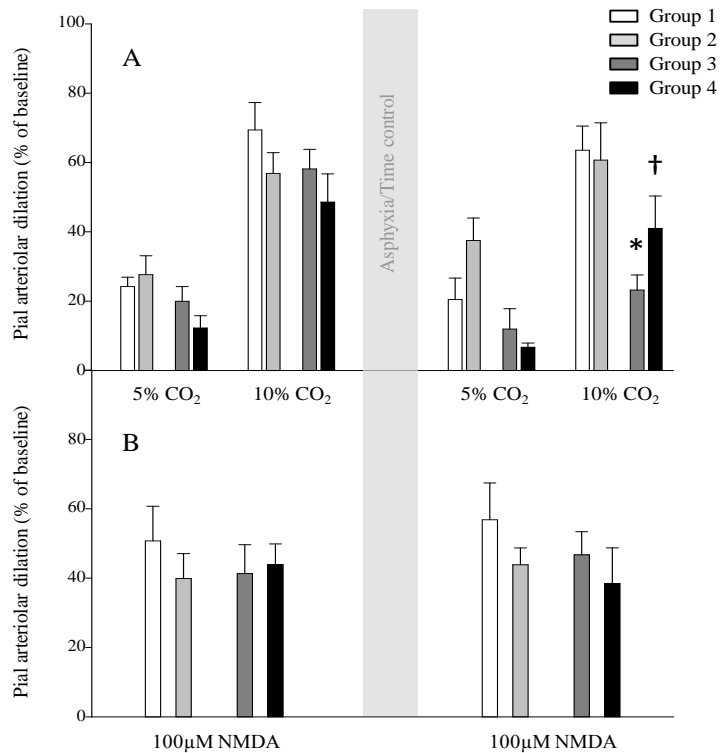 Group 1
Group 2
Group 3
Group 4
Pial arteriolar dilation (% of baseline)
100
80
60
40
20
0
A
Asphyxia/Time control
†
*
5% CO₂
10% CO₂
5% CO₂
10% CO₂
Pial arteriolar dilation (% of baseline)
80
60
40
20
0
B
100µM NMDA
100µM NMDA